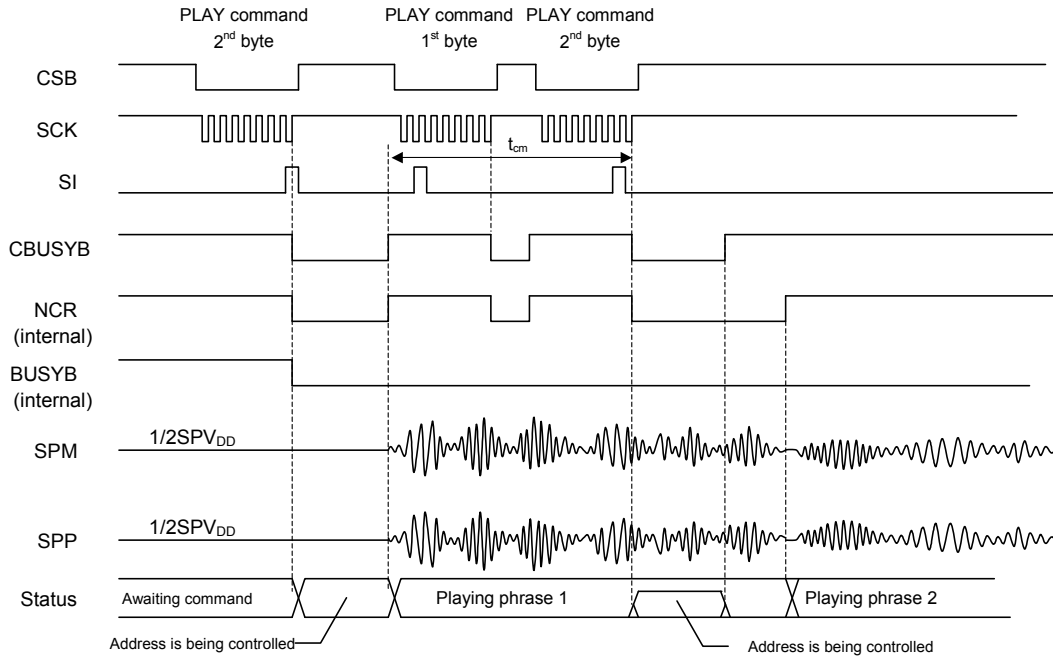 PLAY command
2nd byte
PLAY command
1st byte
PLAY command
2nd byte
CSB
SCK
tcm
SI
CBUSYB
NCR
(internal)
BUSYB
(internal)
1/2SPVDD
SPM
1/2SPVDD
SPP
Status
Awaiting command
Playing phrase 1
Playing phrase 2
Address is being controlled
Address is being controlled